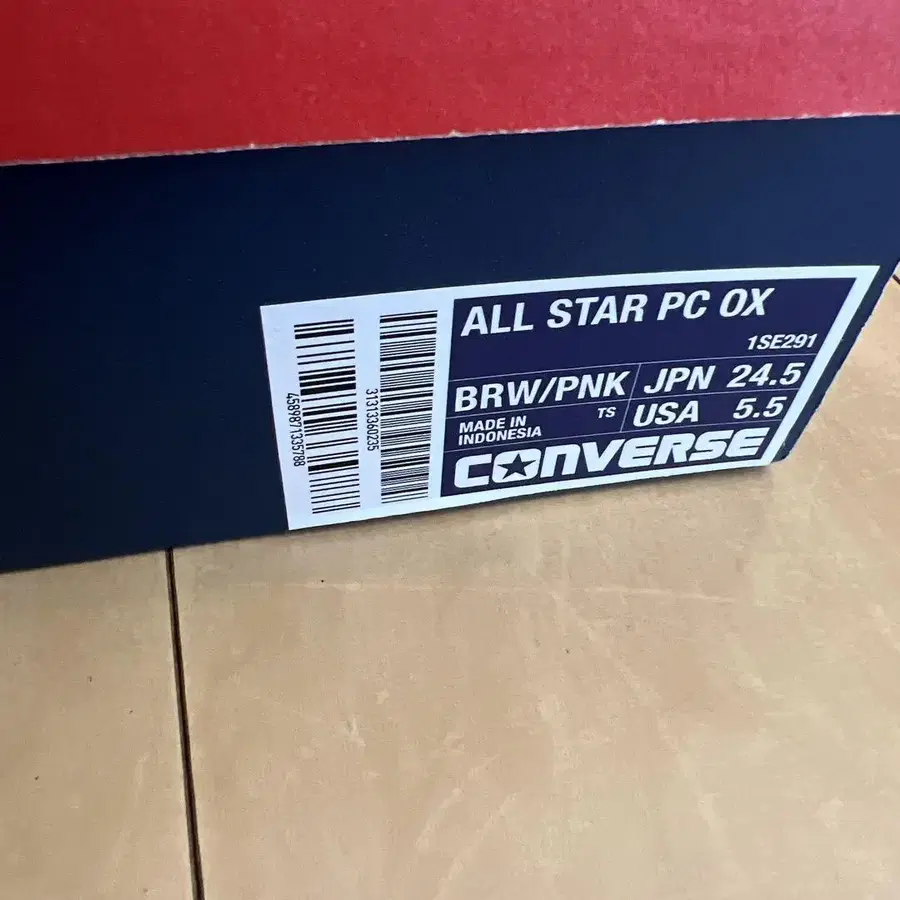 ALL STAR PC OX
1SE291
BRW/PNK
JPN 24.5
MADE IN
INDONESIA
TS
USA 5.5
CONVERSE
4589871335788
31313360235